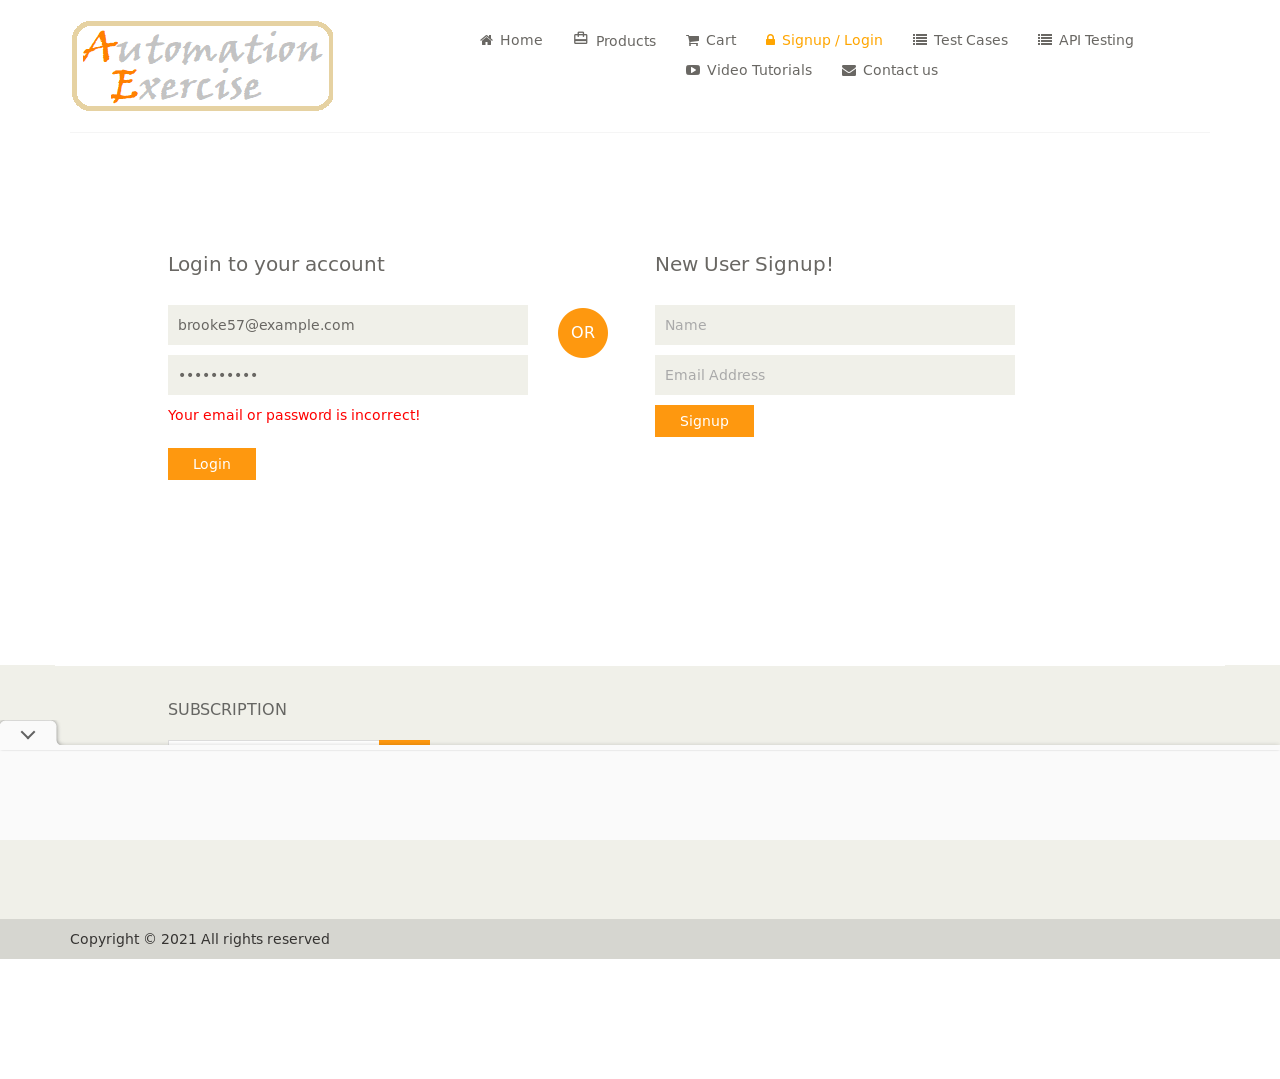 Automation
Exercise
Home
Products
Cart
Signup / Login
Test Cases
API Testing
Video Tutorials
Contact us
Login to your account
brooke57@example.com
••••••••••
Your email or password is incorrect!
Login
OR
New User Signup!
Name
Email Address
Signup
SUBSCRIPTION
Copyright © 2021 All rights reserved